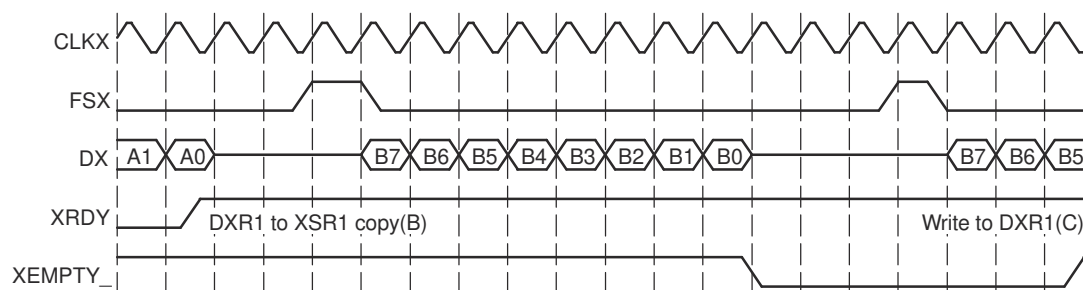 CLKX
FSX
DX A1 A0 B7 B6 B5 B4 B3 B2 B1 B0 B7 B6 B5
XRDY DXR1 to XSR1 copy(B) Write to DXR1(C)
XEMPTY_